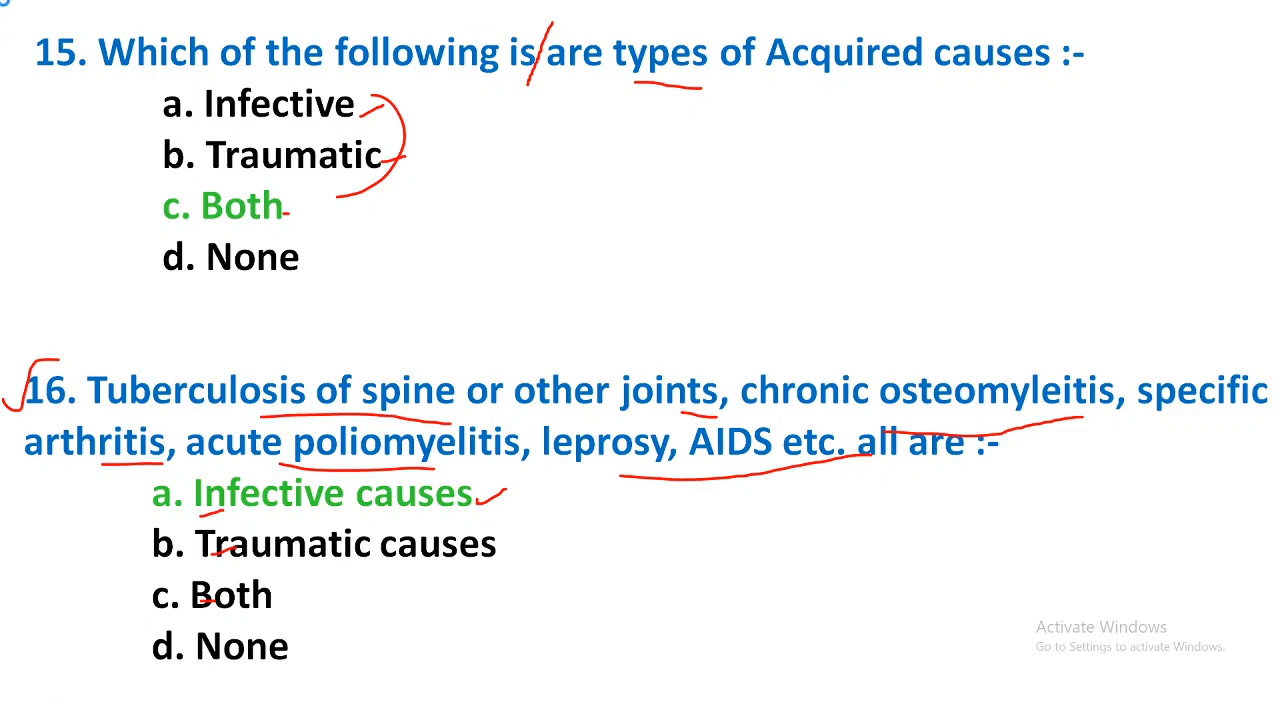 15. Which of the following is/are types of Acquired causes :-
a. Infective
b. Traumatic
c. Both
d. None
16. Tuberculosis of spine or other joints, chronic osteomyleitis, specific
arthritis, acute poliomyelitis, leprosy, AIDS etc. all are :-
a. Infective causes
b. Traumatic causes
c. Both
d. None
Activate Windows
Go to Settings to activate Windows.